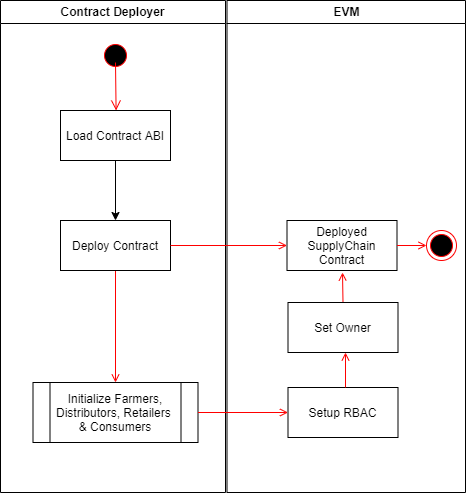 Contract Deployer
EVM
Load Contract ABI
Deploy Contract
Deployed
SupplyChain
Contract
Set Owner
Initialize Farmers,
Distributors, Retailers
& Consumers
Setup RBAC